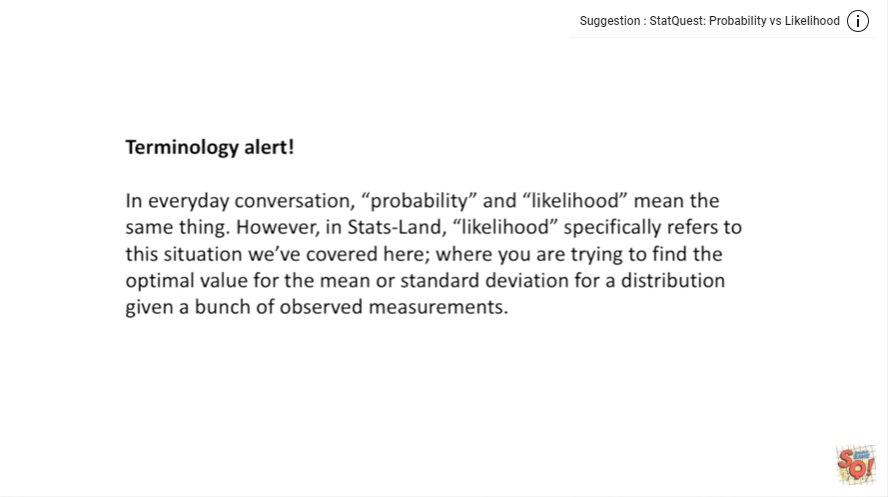 Suggestion : StatQuest: Probability vs Likelihood
Terminology alert!
In everyday conversation, “probability” and “likelihood” mean the
same thing. However, in Stats-Land, “likelihood” specifically refers to
this situation we’ve covered here; where you are trying to find the
optimal value for the mean or standard deviation for a distribution
given a bunch of observed measurements.
SQ!